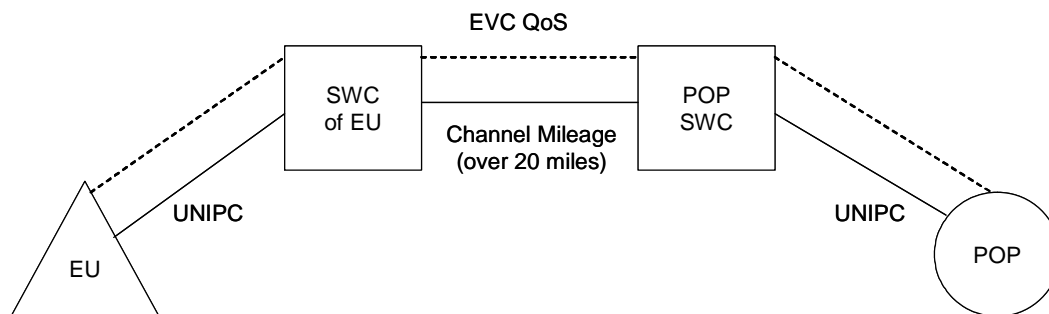 EVC QoS
SWC
of EU
POP
SWC
Channel Mileage
(over 20 miles)
UNIPC
UNIPC
EU
POP